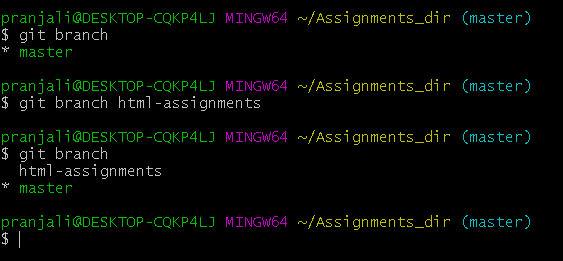 pranjali@DESKTOP-CQKP4LJ MINGW64 ~/Assignments_dir (master)
$ git branch
* master
pranjali@DESKTOP-CQKP4LJ MINGW64 ~/Assignments_dir (master)
$ git branch html-assignments
pranjali@DESKTOP-CQKP4LJ MINGW64 ~/Assignments_dir (master)
$ git branch
  html-assignments
* master
pranjali@DESKTOP-CQKP4LJ MINGW64 ~/Assignments_dir (master)
$